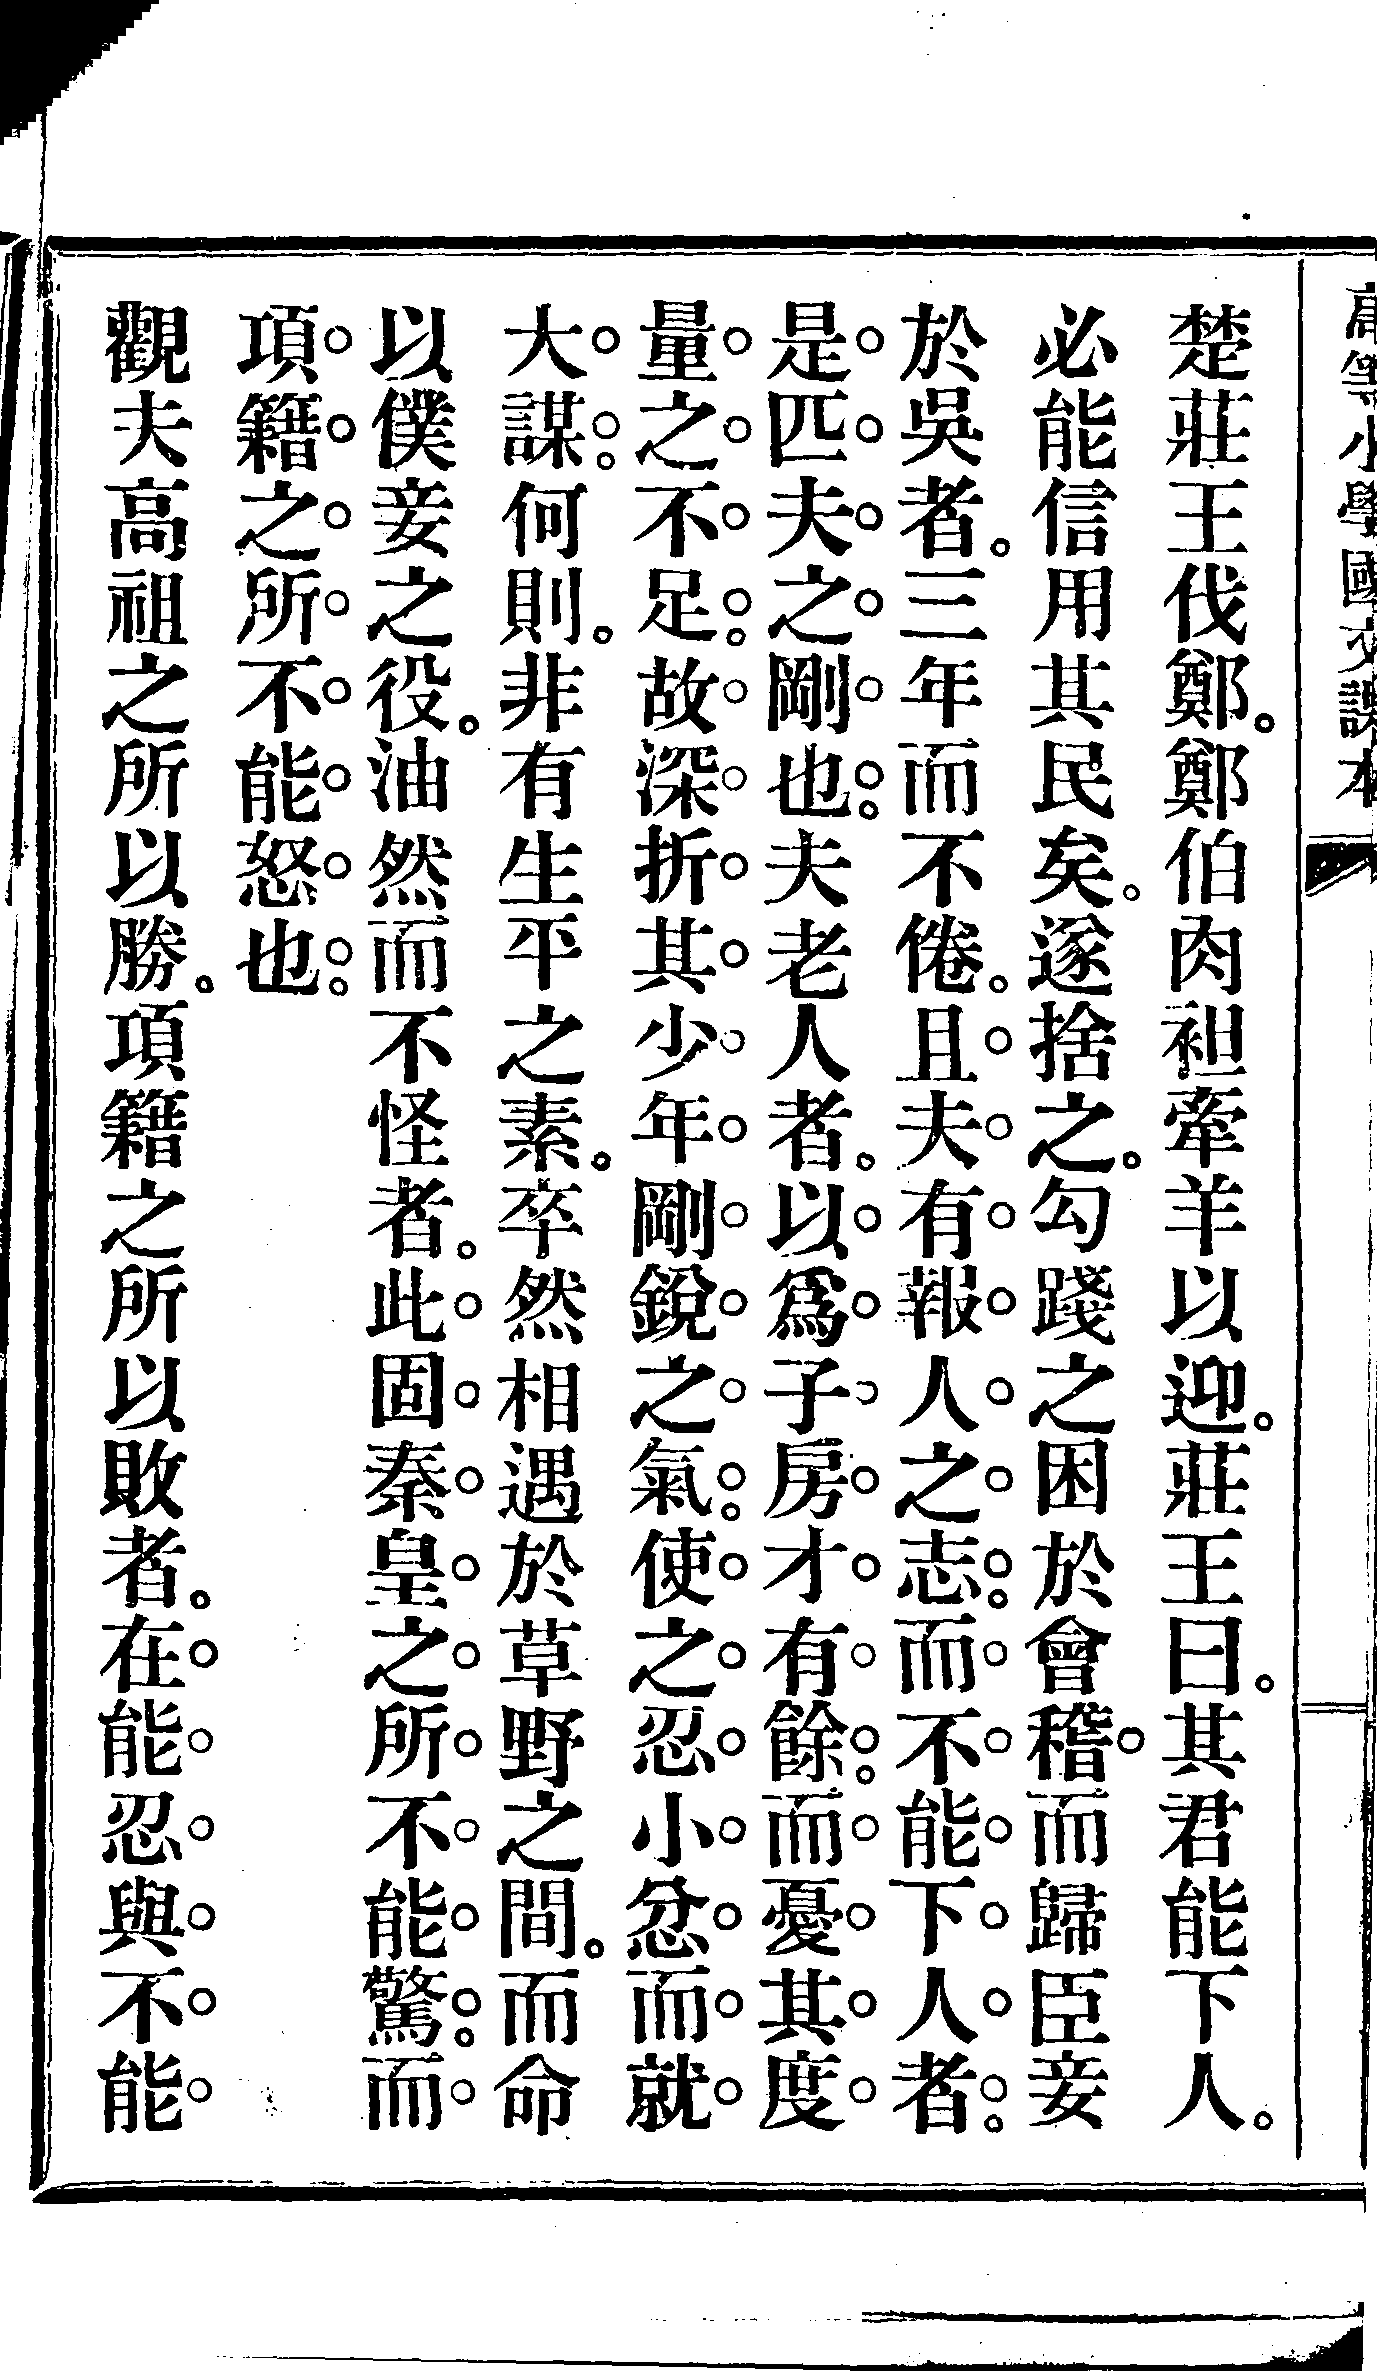 高等小學國文課本
楚莊王伐鄭。鄭伯肉袒牽羊以迎。莊王曰。其君能下人。
必能信用其民矣。遂捨之。勾踐之困於會稽。而歸臣妾
於吳者。三年而不倦。且夫有報人之志。而不能下人者。
是匹夫之剛也。夫老人者。以爲子房才有餘。而憂其度
量之不足。故深折其少年剛銳之氣。使之忍小忿而就
大謀。何則。非有生平之素。卒然相遇於草野之間。而命
以僕妾之役。油然而不怪者。此固秦皇之所不能驚。而
項籍之所不能怒也。
觀夫高祖之所以勝。項籍之所以敗者。在能忍與不能